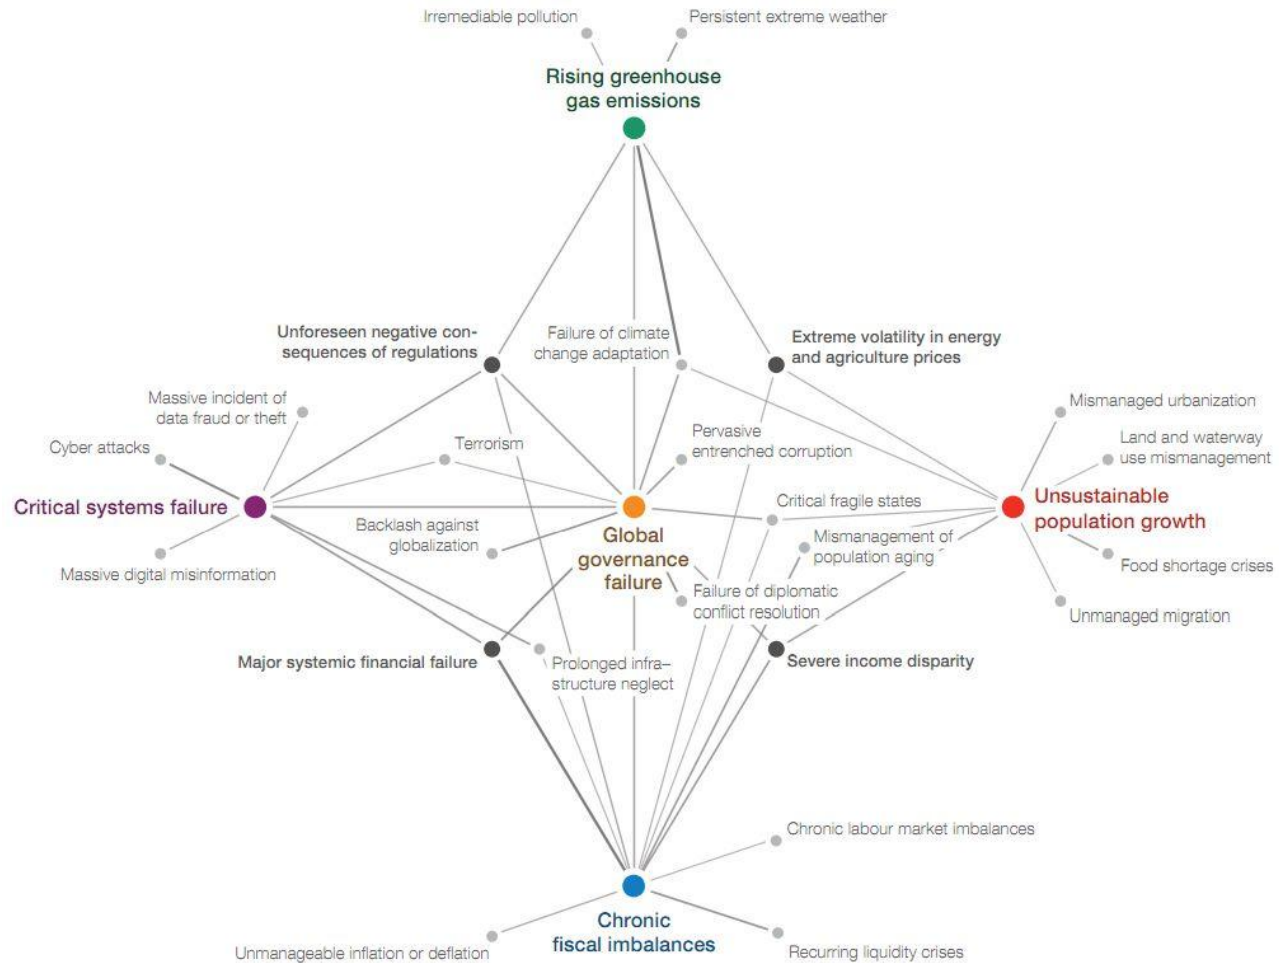 Irremediable pollution
Persistent extreme weather
Rising greenhouse
gas emissions
Unforeseen negative con-
sequences of regulations
Failure of climate
change adaptation
Extreme volatility in energy
and agriculture prices
Massive incident of
data fraud or theft
Mismanaged urbanization
Cyber attacks
Terrorism
Pervasive
entrenched corruption
Land and waterway
use mismanagement
Critical systems failure
Critical fragile states
Unsustainable
population growth
Backlash against
globalization
Global
governance
failure
Mismanagement of
population aging
Massive digital misinformation
Food shortage crises
Failure of diplomatic
conflict resolution
Unmanaged migration
Major systemic financial failure
Prolonged infra–
structure neglect
Severe income disparity
Chronic labour market imbalances
Chronic
fiscal imbalances
Unmanageable inflation or deflation
Recurring liquidity crises